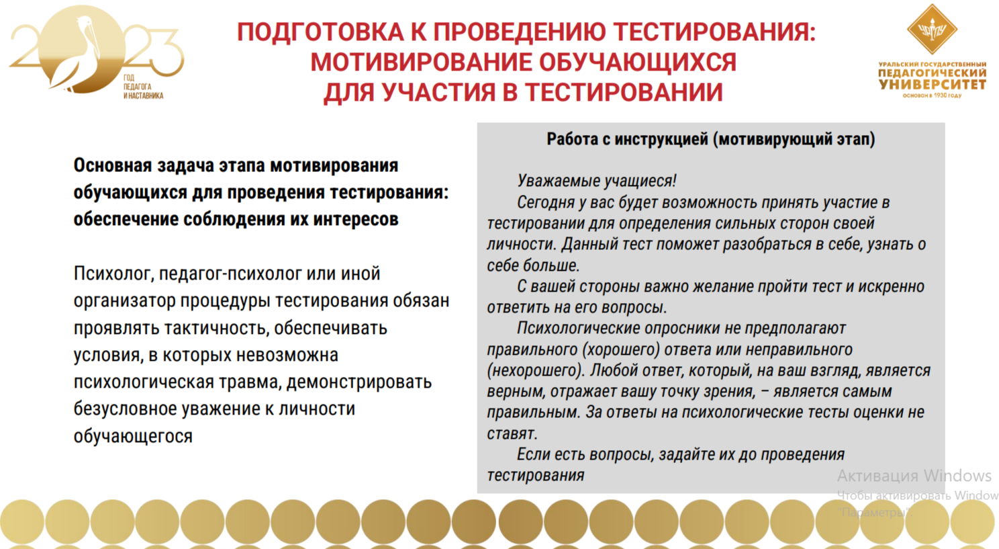 2023
ГОД
ПЕДАГОГА
И НАСТАВНИКА
ПОДГОТОВКА К ПРОВЕДЕНИЮ ТЕСТИРОВАНИЯ:
МОТИВИРОВАНИЕ ОБУЧАЮЩИХСЯ
ДЛЯ УЧАСТИЯ В ТЕСТИРОВАНИИ
УрГПУ
УРАЛЬСКИЙ ГОСУДАРСТВЕННЫЙ
ПЕДАГОГИЧЕСКИЙ
УНИВЕРСИТЕТ
основан в 1930 году
Основная задача этапа мотивирования
обучающихся для проведения тестирования:
обеспечение соблюдения их интересов
Психолог, педагог-психолог или иной
организатор процедуры тестирования обязан
проявлять тактичность, обеспечивать
условия, в которых невозможна
психологическая травма, демонстрировать
безусловное уважение к личности
обучающегося
Работа с инструкцией (мотивирующий этап)
Уважаемые учащиеся!
Сегодня у вас будет возможность принять участие в
тестировании для определения сильных сторон своей
личности. Данный тест поможет разобраться в себе, узнать о
себе больше.
С вашей стороны важно желание пройти тест и искренно
ответить на его вопросы.
Психологические опросники не предполагают
правильного (хорошего) ответа или неправильного
(нехорошего). Любой ответ, который, на ваш взгляд, является
верным, отражает вашу точку зрения, – является самым
правильным. За ответы на психологические тесты оценки не
ставят.
Если есть вопросы, задайте их до проведения
тестирования
Активация Windows
Чтобы активировать Window
"Параметры".